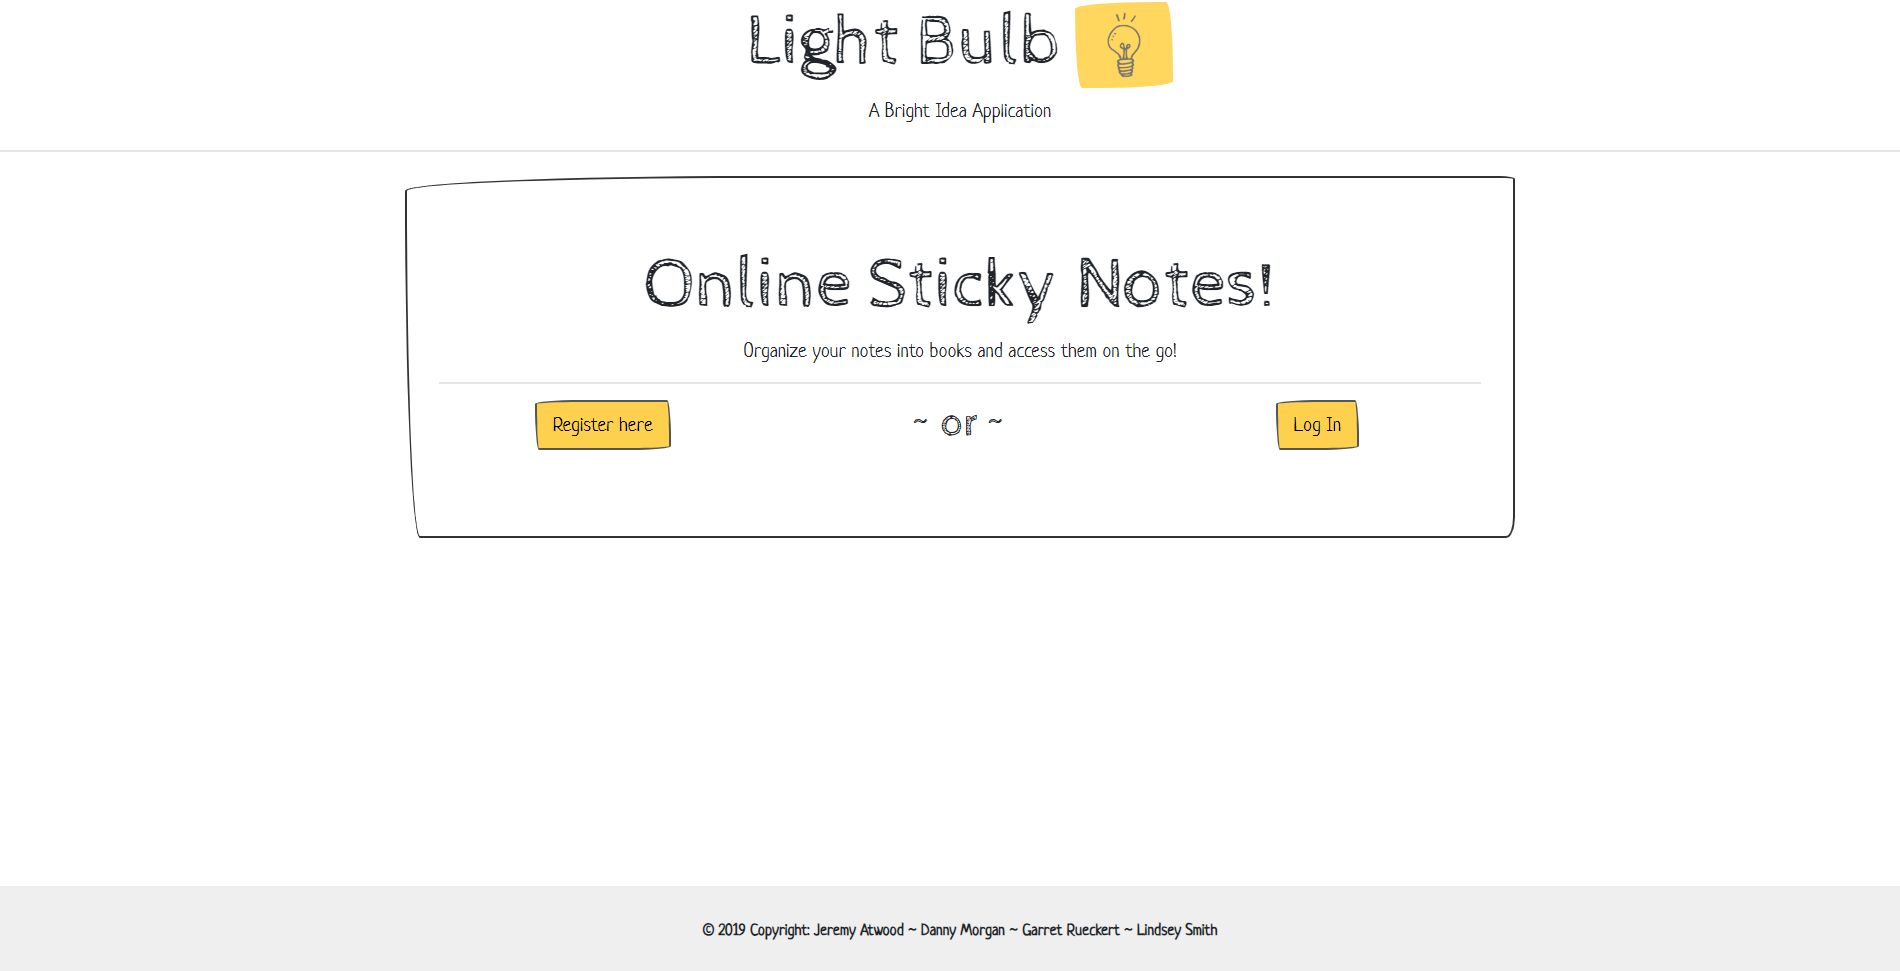 Light Bulb
A Bright Idea Application
Online Sticky Notes!
Organize your notes into books and access them on the go!
Register here ~ or ~ Log In
© 2019 Copyright: Jeremy Atwood ~ Danny Morgan ~ Garret Rueckert ~ Lindsey Smith